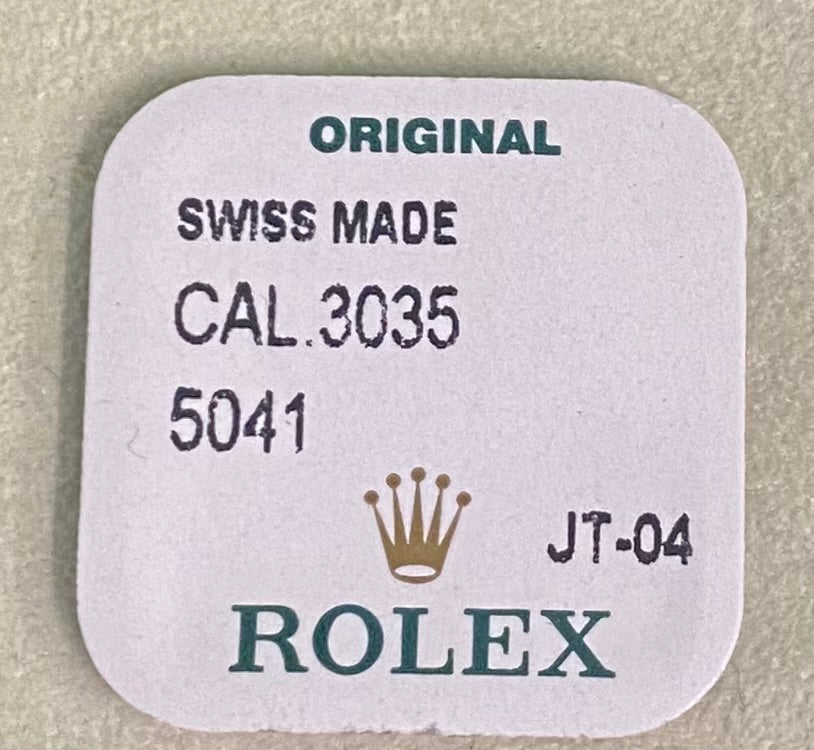 ORIGINAL
SWISS MADE
CAL.3035
5041
JT-04
ROLEX